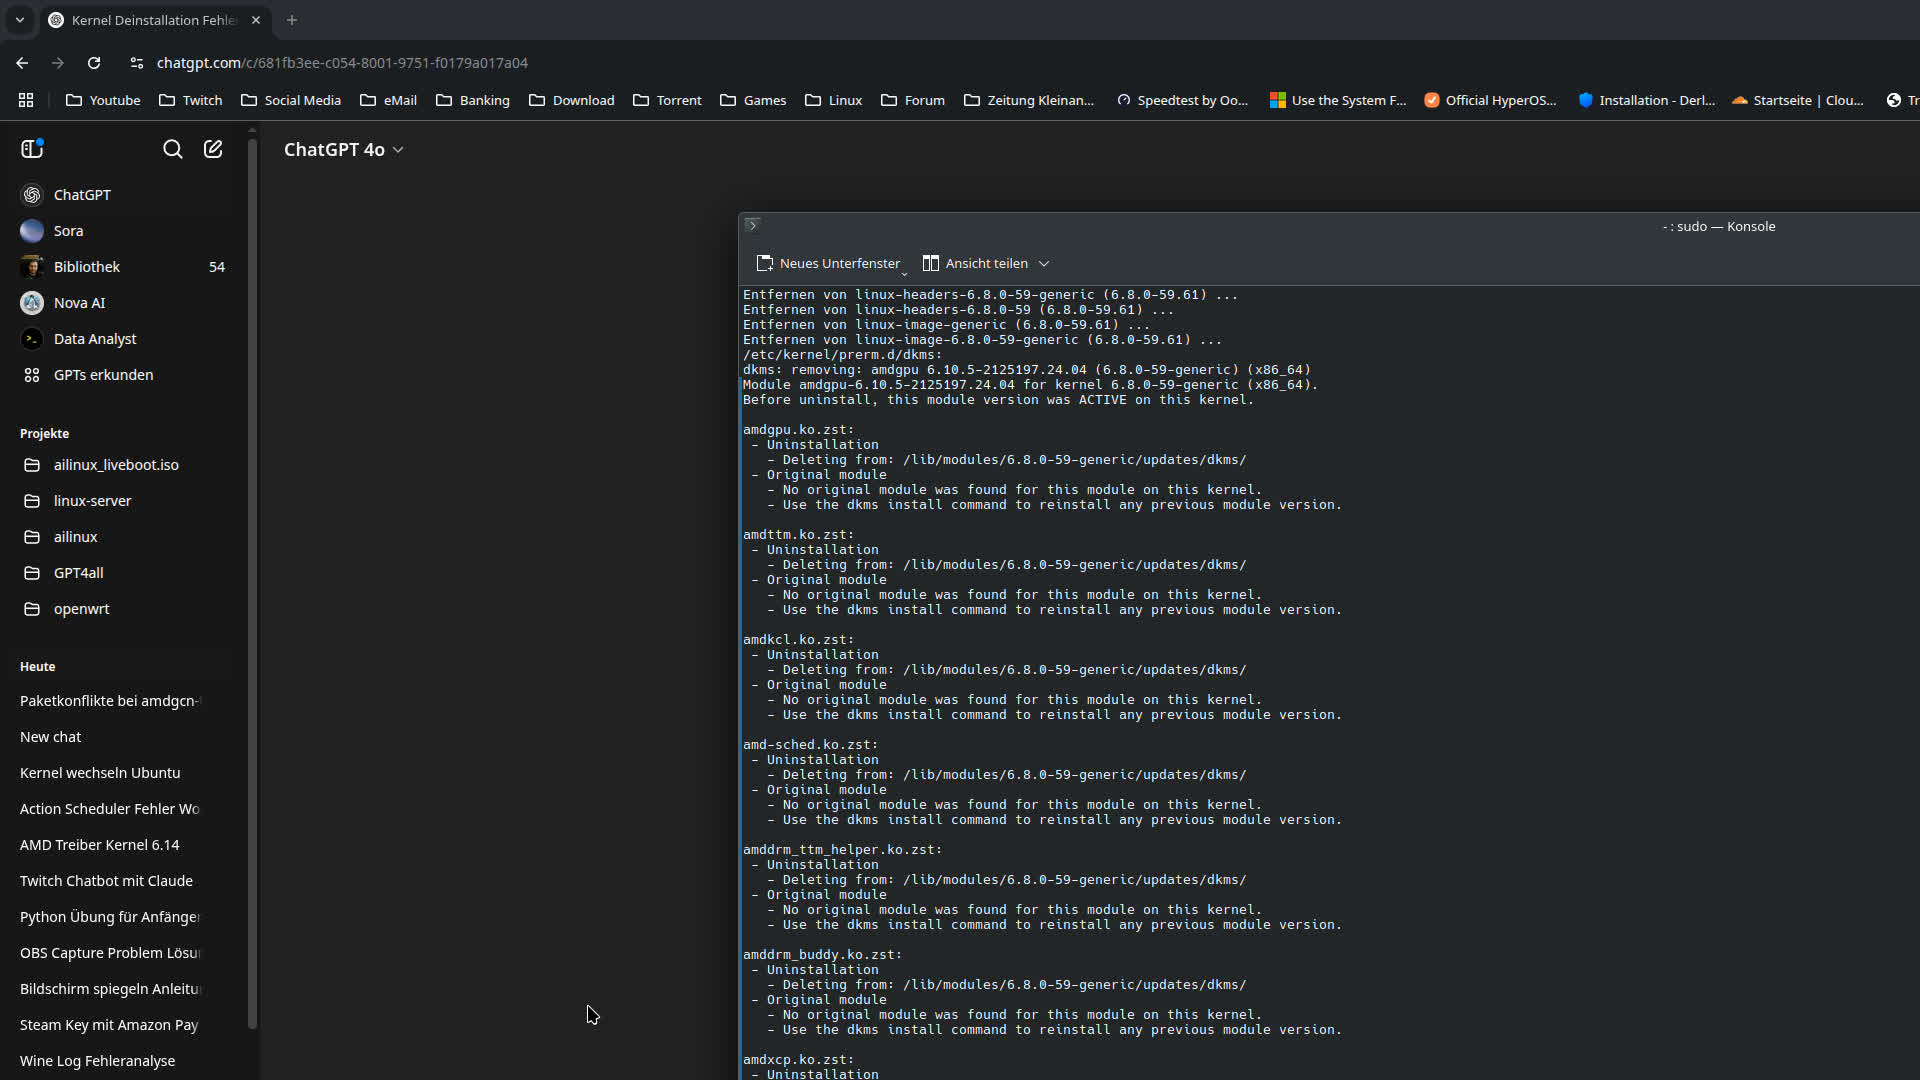 Kernel Deinstallation Fehle
chatgpt.com/c/681fb3ee-c054-8001-9751-f0179a017a04
Youtube Twitch Social Media eMail Banking Download Torrent Games Linux Forum Zeitung Kleinan... Speedtest by Oo... Use the System F... Official HyperOS... Installation - Derl... Startseite | Clou... Tr
ChatGPT 4o
ChatGPT
Sora
Bibliothek 54
Nova AI
Data Analyst
GPTs erkunden
Projekte
ailinux_liveboot.iso
linux-server
ailinux
GPT4all
openwrt
Heute
Paketkonflikte bei amdgcn-
New chat
Kernel wechseln Ubuntu
Action Scheduler Fehler Wo
AMD Treiber Kernel 6.14
Twitch Chatbot mit Claude
Python Übung für Anfänger
OBS Capture Problem Lösu
Bildschirm spiegeln Anleitu
Steam Key mit Amazon Pay
Wine Log Fehleranalyse
- : sudo — Konsole
Neues Unterfenster Ansicht teilen
Entfernen von linux-headers-6.8.0-59-generic (6.8.0-59.61) ...
Entfernen von linux-headers-6.8.0-59 (6.8.0-59.61) ...
Entfernen von linux-image-generic (6.8.0-59.61) ...
Entfernen von linux-image-6.8.0-59-generic (6.8.0-59.61) ...
/etc/kernel/prerm.d/dkms:
dkms: removing: amdgpu 6.10.5-2125197.24.04 (6.8.0-59-generic) (x86_64)
Module amdgpu-6.10.5-2125197.24.04 for kernel 6.8.0-59-generic (x86_64).
Before uninstall, this module version was ACTIVE on this kernel.
amdgpu.ko.zst:
- Uninstallation
- Deleting from: /lib/modules/6.8.0-59-generic/updates/dkms/
- Original module
- No original module was found for this module on this kernel.
- Use the dkms install command to reinstall any previous module version.
amdttm.ko.zst:
- Uninstallation
- Deleting from: /lib/modules/6.8.0-59-generic/updates/dkms/
- Original module
- No original module was found for this module on this kernel.
- Use the dkms install command to reinstall any previous module version.
amdkcl.ko.zst:
- Uninstallation
- Deleting from: /lib/modules/6.8.0-59-generic/updates/dkms/
- Original module
- No original module was found for this module on this kernel.
- Use the dkms install command to reinstall any previous module version.
amd-sched.ko.zst:
- Uninstallation
- Deleting from: /lib/modules/6.8.0-59-generic/updates/dkms/
- Original module
- No original module was found for this module on this kernel.
- Use the dkms install command to reinstall any previous module version.
amddrm_ttm_helper.ko.zst:
- Uninstallation
- Deleting from: /lib/modules/6.8.0-59-generic/updates/dkms/
- Original module
- No original module was found for this module on this kernel.
- Use the dkms install command to reinstall any previous module version.
amddrm_buddy.ko.zst:
- Uninstallation
- Deleting from: /lib/modules/6.8.0-59-generic/updates/dkms/
- Original module
- No original module was found for this module on this kernel.
- Use the dkms install command to reinstall any previous module version.
amdxcp.ko.zst:
- Uninstallation